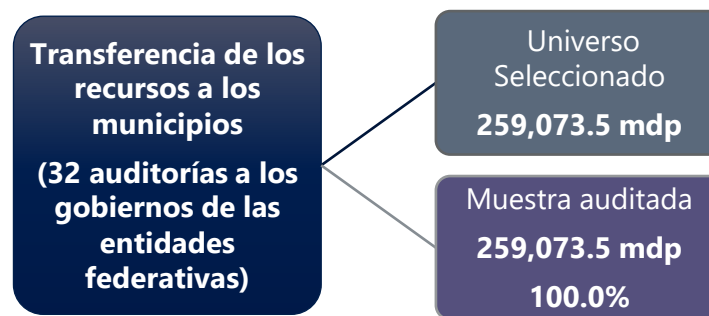 Transferencia de los
recursos a los
municipios
(32 auditorías a los
gobiernos de las
entidades
federativas)
Universo
Seleccionado
259,073.5 mdp
Muestra auditada
259,073.5 mdp
100.0%